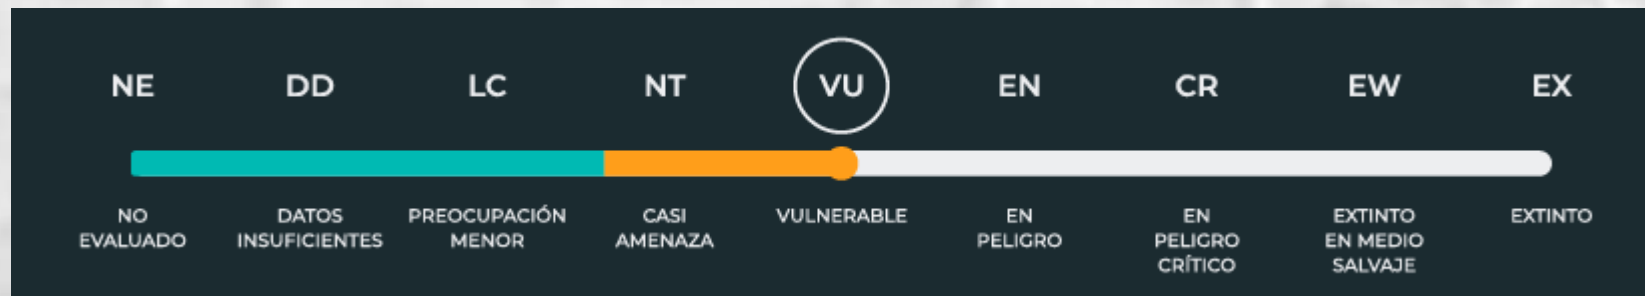 NE DD LC NT VU EN CR EW EX
NO EVALUADO
DATOS INSUFICIENTES
PREOCUPACIÓN MENOR
CASI AMENAZA
VULNERABLE
EN PELIGRO
EN PELIGRO CRÍTICO
EXTINTO EN MEDIO SALVAJE
EXTINTO